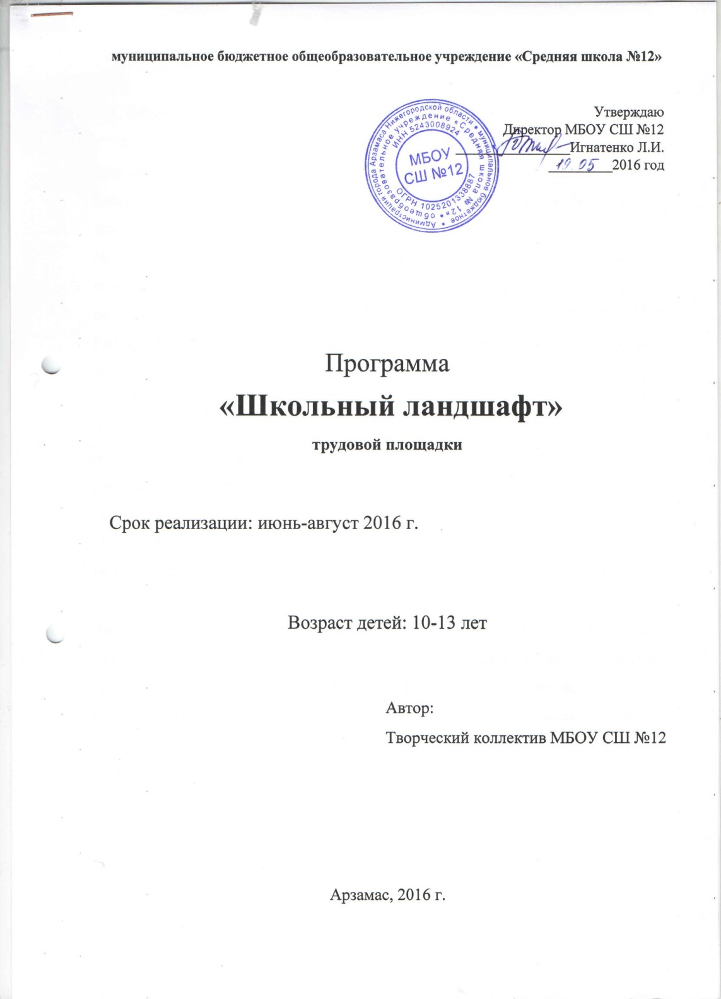 муниципальное бюджетное общеобразовательное учреждение «Средняя школа №12»
Утверждаю
Директор МБОУ СШ №12
Игнатенко Л.И.
19.05 2016 год
Администрация города Арзамаса Нижегородской области • муниципальное бюджетное •
общеобразовательное учреждение «Средняя школа № 12» •
ИНН 5243008924
ОГРН 1025201338887
МБОУ
СШ №12
Программа
«Школьный ландшафт»
трудовой площадки
Срок реализации: июнь-август 2016 г.
Возраст детей: 10-13 лет
Автор:
Творческий коллектив МБОУ СШ №12
Арзамас, 2016 г.